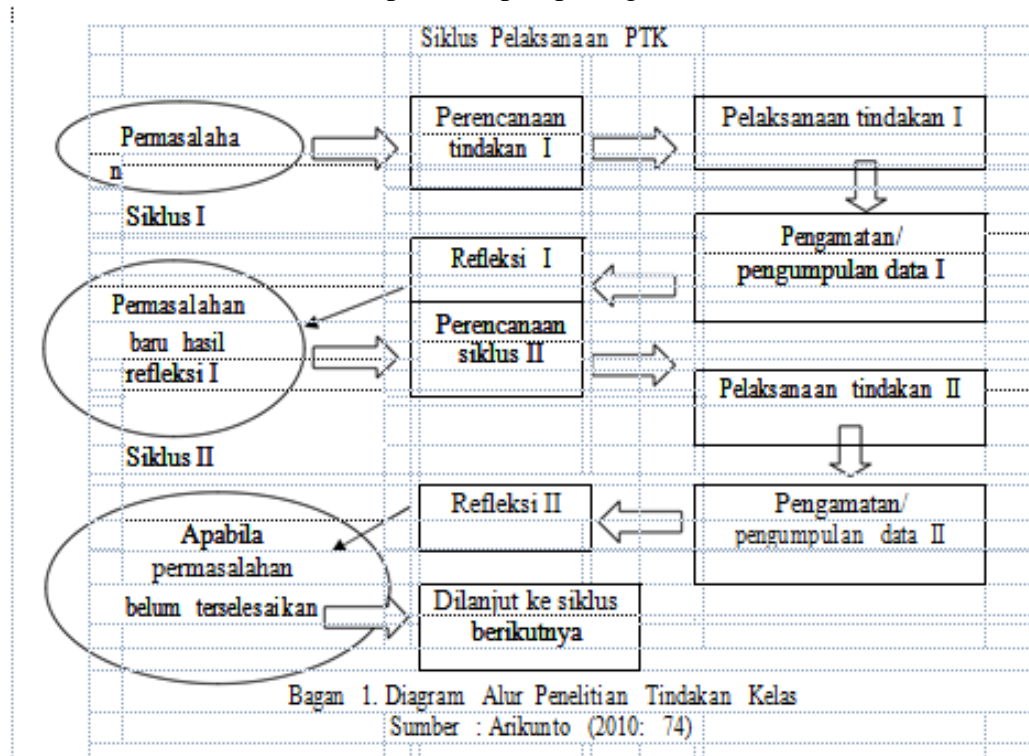 Siklus Pelaksanaan PTK
Permasalaha
n
Perencanaan
tindakan I
Pelaksanaan tindakan I
Siklus I
Pengamatan/
pengumpulan data I
Refleksi I
Permasalahan
baru hasil
refleksi I
Perencanaan
siklus II
Pelaksanaan tindakan II
Siklus II
Pengamatan/
pengumpulan data II
Refleksi II
Apabila
permasalahan
belum terselesaikan
Dilanjut ke siklus
berikutnya
Bagan 1. Diagram Alur Penelitian Tindakan Kelas
Sumber : Arikunto (2010: 74)